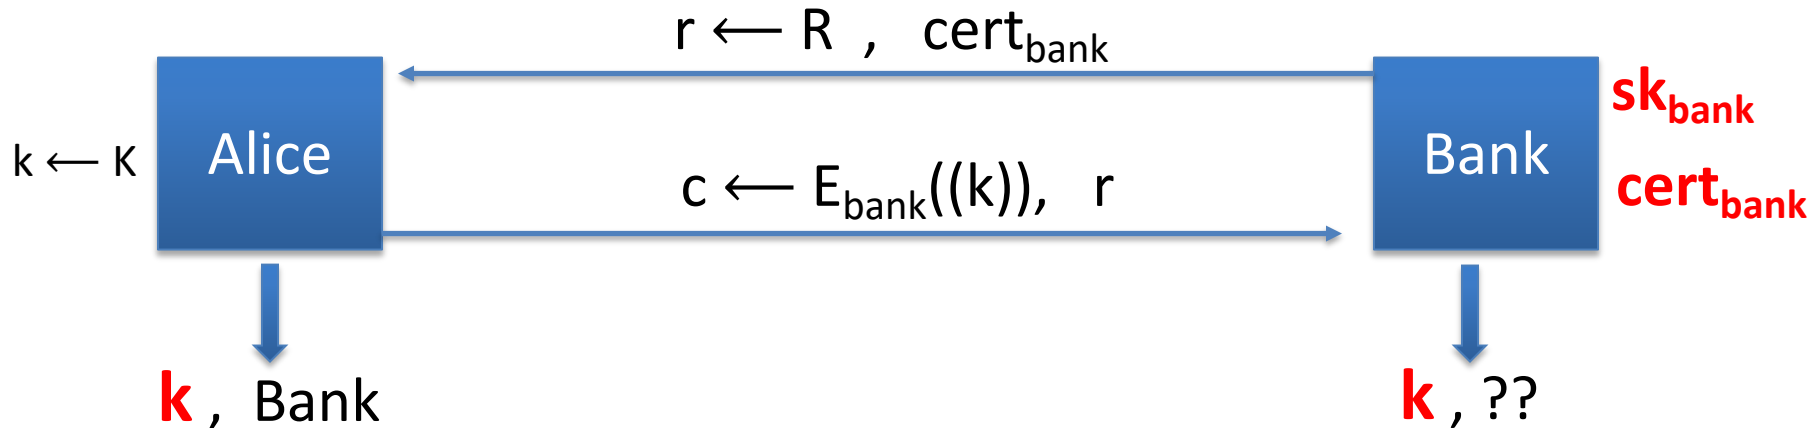 r ⟵ R , cert_bank
sk_bank
k ⟵ K
Alice
Bank
c ⟵ E_bank((k)), r
cert_bank
k , Bank
k , ??